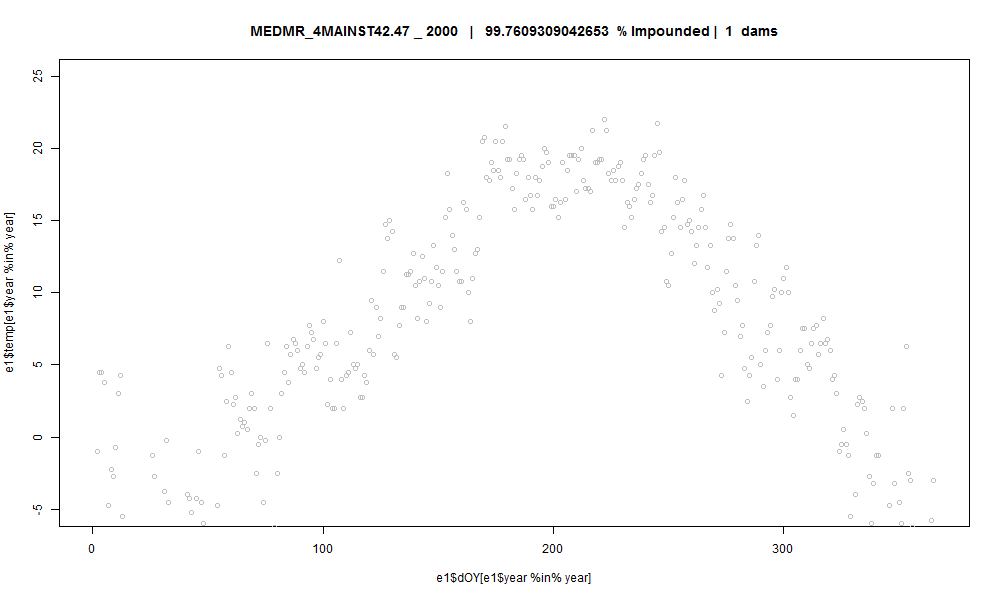 MEDMR_4MAINST42.47 _ 2000 | 99.7609309042653 % Impounded | 1 dams
25
20
15
10
5
0
-5
e1$temp[e1$year %in% year]
0 100 200 300
e1$dOY[e1$year %in% year]